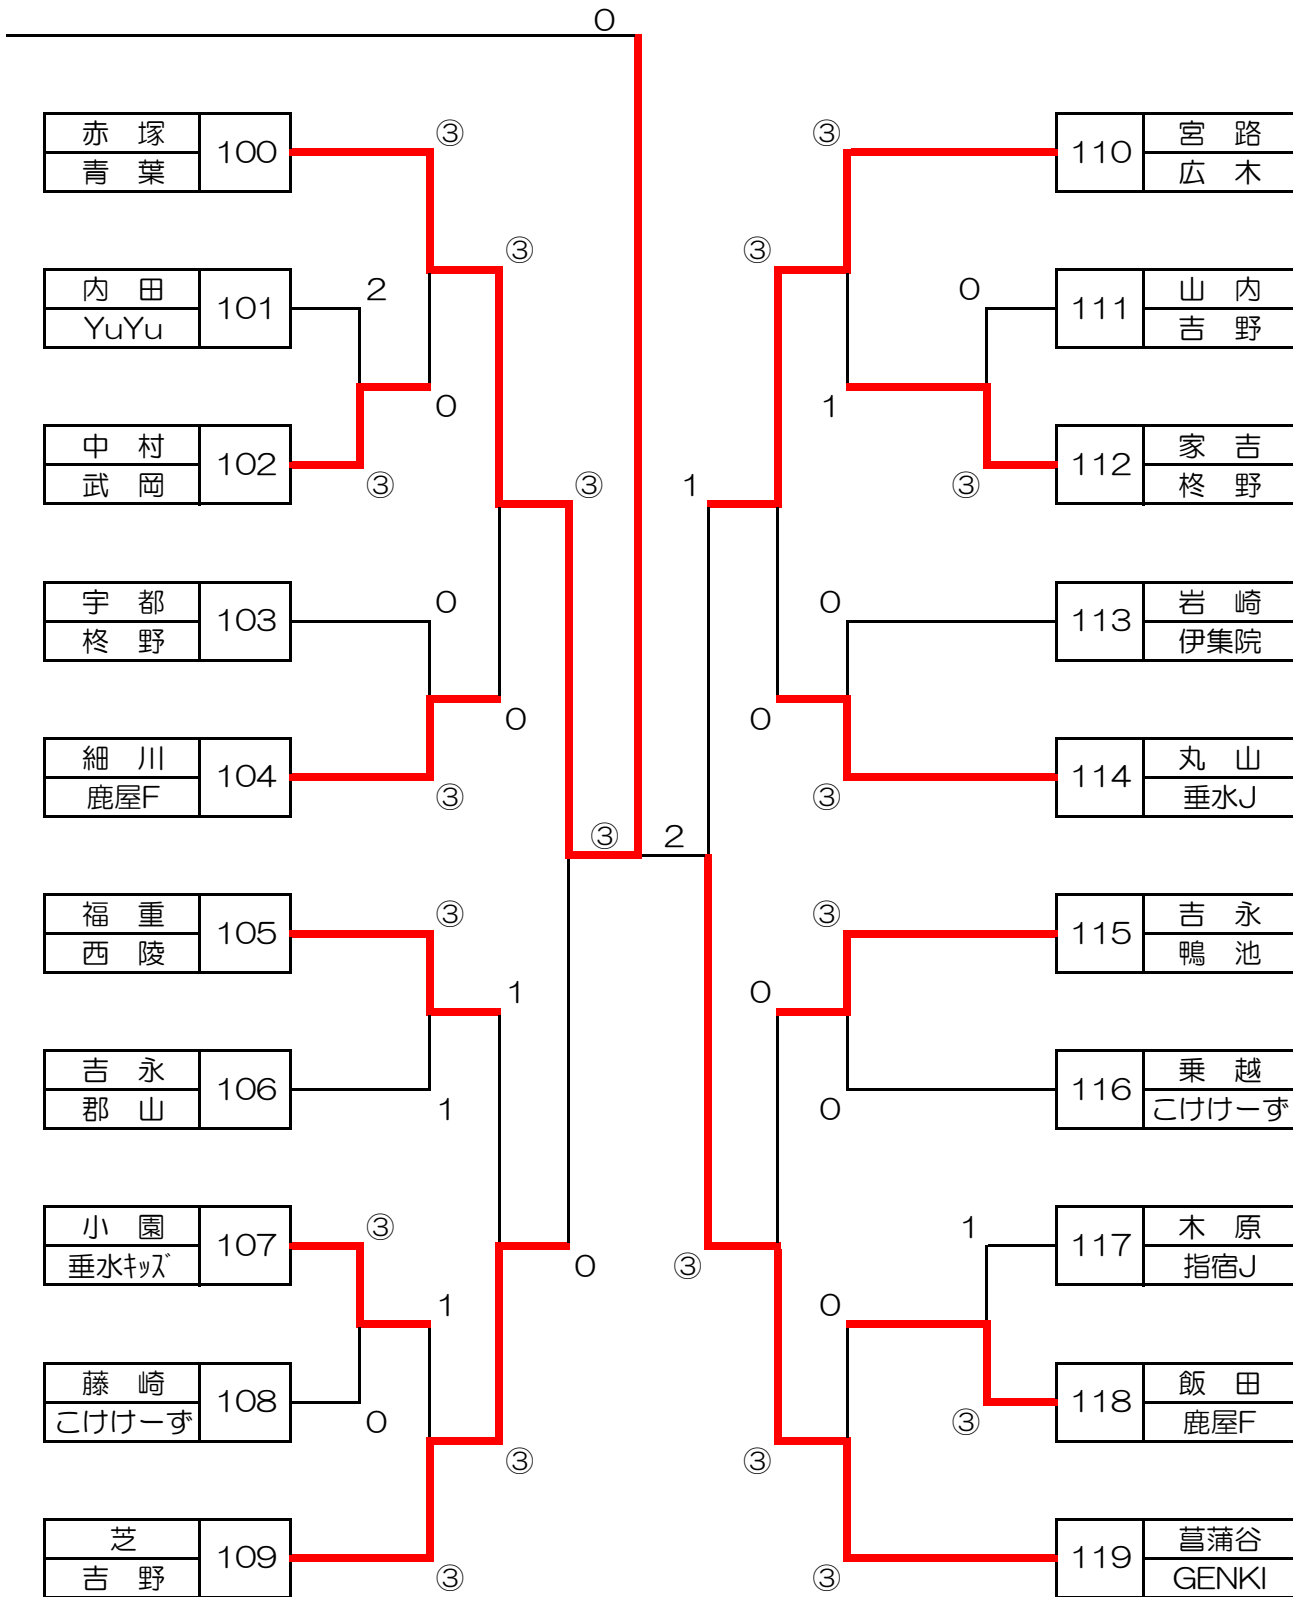 0
赤 塚
100
青 葉
③
③
宮 路
110
広 木
③
③
内 田
101
YuYu
2
0
山 内
111
吉 野
0
1
中 村
102
武 岡
③
③
1
③
家 吉
112
柊 野
宇 都
103
柊 野
0
0
岩 崎
113
伊集院
0
0
細 川
104
鹿屋F
③
③
丸 山
114
垂水J
③
2
福 重
105
西 陵
③
③
吉 永
115
鴨 池
1
0
吉 永
106
郡 山
1
0
乗 越
116
こけけーず
小 園
107
垂水キッズ
③
1
木 原
117
指宿J
0
③
1
0
藤 崎
108
こけけーず
0
③
飯 田
118
鹿屋F
③
③
芝
109
吉 野
③
③
菖蒲谷
119
GENKI